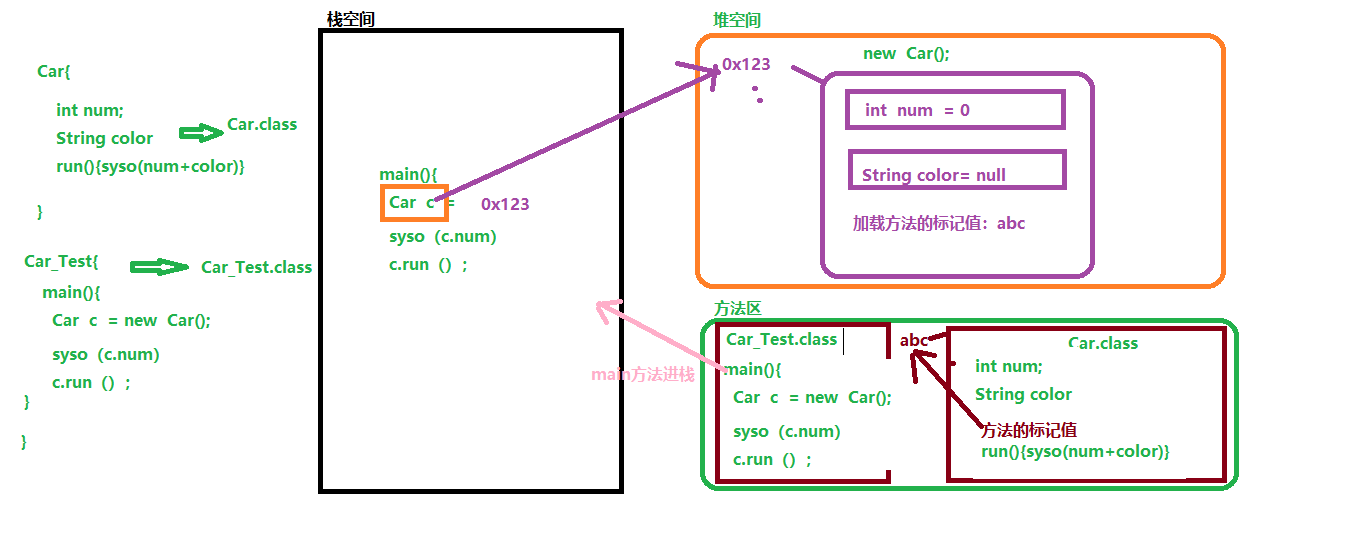 Car{
int num;
String color
run(){syso(num+color)}
}
Car.class
Car_Test{
main(){
Car c = new Car();
syso（c.num）
c.run（）;
}
}
Car_Test.class
栈空间
main(){
Car c = 0x123
syso（c.num）
c.run（）;
堆空间
0x123
new Car();
int num = 0
String color= null
加载方法的标记值：abc
方法区
Car_Test.class
main(){
Car c = new Car();
syso（c.num）
c.run（）;
main方法进栈
abc
Car.class
int num;
String color
方法的标记值
run(){syso(num+color)}